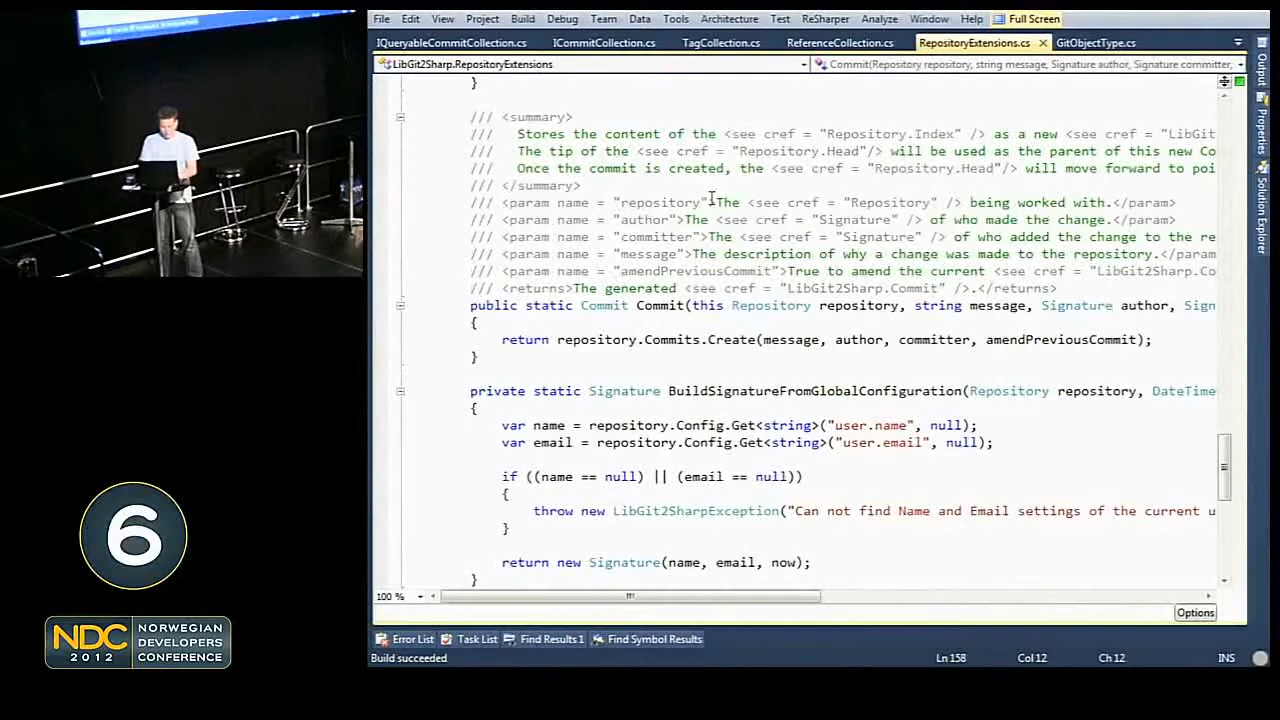 File Edit View Project Build Debug Team Data Tools Architecture Test ReSharper Analyze Window Help Full Screen
IQueryableCommitCollection.cs ICommitCollection.cs TagCollection.cs ReferenceCollection.cs RepositoryExtensions.cs GitObjectType.cs
LibGit2Sharp.RepositoryExtensions Commit(Repository repository, string message, Signature author, Signature committer,
}
/// <summary>
/// Stores the content of the <see cref = "Repository.Index" /> as a new <see cref = "LibGit
/// The tip of the <see cref = "Repository.Head"/> will be used as the parent of this new Co
/// Once the commit is created, the <see cref = "Repository.Head"/> will move forward to poi
/// </summary>
/// <param name = "repository">The <see cref = "Repository" /> being worked with.</param>
/// <param name = "author">The <see cref = "Signature" /> of who made the change.</param>
/// <param name = "committer">The <see cref = "Signature" /> of who added the change to the re
/// <param name = "message">The description of why a change was made to the repository.</param
/// <param name = "amendPreviousCommit">True to amend the current <see cref = "LibGit2Sharp.Co
/// <returns>The generated <see cref = "LibGit2Sharp.Commit" />.</returns>
public static Commit Commit(this Repository repository, string message, Signature author, Sign
{
return repository.Commits.Create(message, author, committer, amendPreviousCommit);
}
private static Signature BuildSignatureFromGlobalConfiguration(Repository repository, DateTime
{
var name = repository.Config.Get<string>("user.name", null);
var email = repository.Config.Get<string>("user.email", null);
if ((name == null) || (email == null))
{
throw new LibGit2SharpException("Can not find Name and Email settings of the current u
}
return new Signature(name, email, now);
}
100 %
Options
Error List Task List Find Results 1 Find Symbol Results
Build succeeded Ln 158 Col 12 Ch 12 INS
Output
Properties
Solution Explorer
6
NDC 2012
NORWEGIAN
DEVELOPERS
CONFERENCE